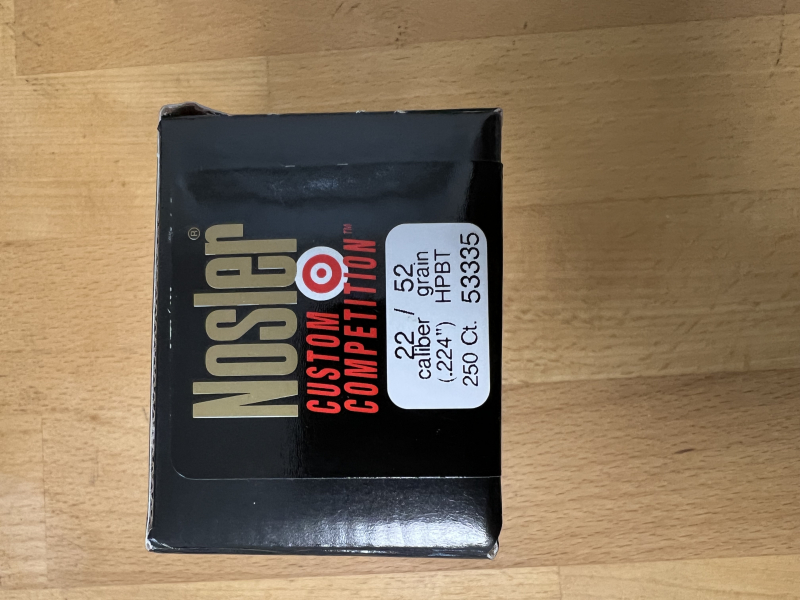 Nosler®
CUSTOM
COMPETITION™
22 / 52
caliber grain
(.224") HPBT
250 Ct. 53335